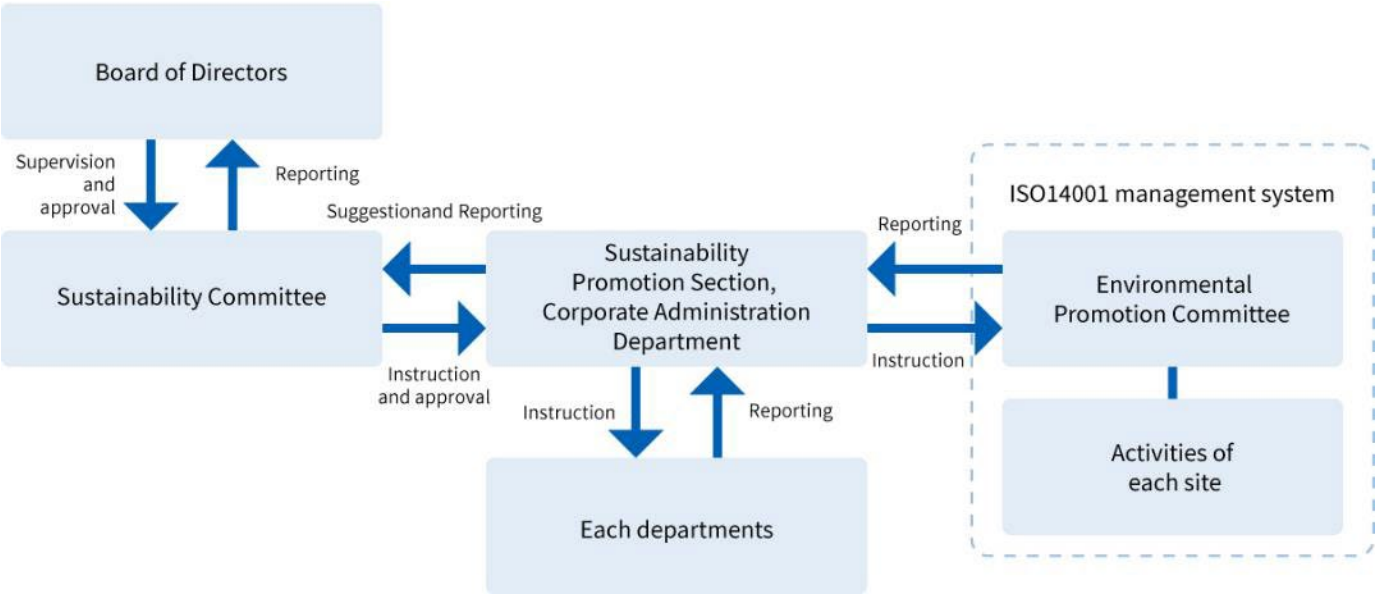 Board of Directors
Supervision
and
approval
Reporting
Suggestionand Reporting
Sustainability Committee
Instruction
and approval
Sustainability
Promotion Section,
Corporate Administration
Department
Instruction
Reporting
Each departments
Reporting
Instruction
ISO14001 management system
Environmental
Promotion Committee
Activities of
each site